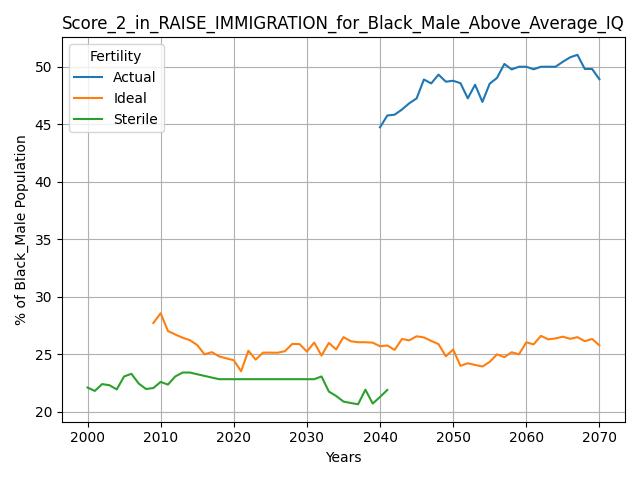 Score_2_in_RAISE_IMMIGRATION_for_Black_Male_Above_Average_IQ
Fertility
Actual
Ideal
Sterile
% of Black_Male Population
50
45
40
35
30
25
20
2000 2010 2020 2030 2040 2050 2060 2070
Years